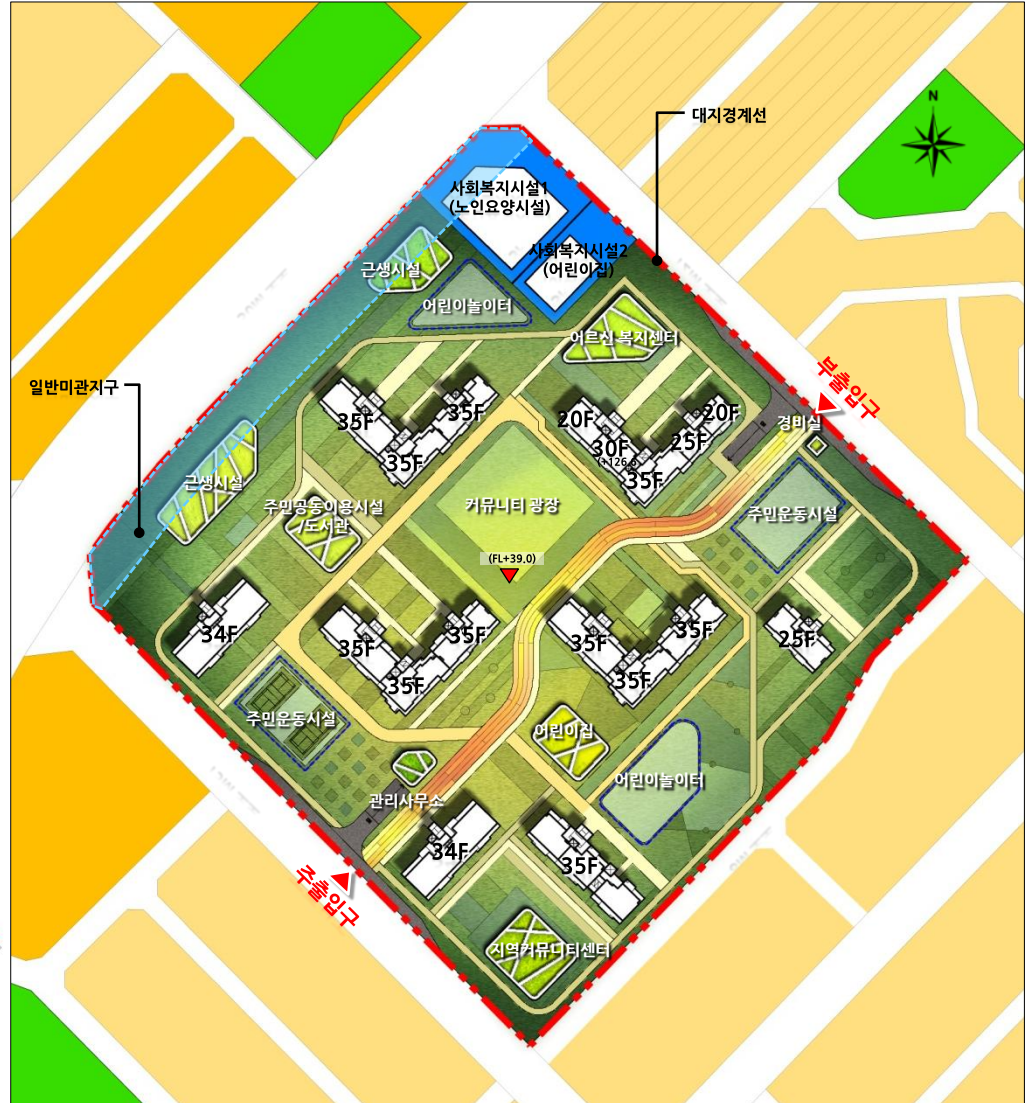 N
대지경계선
사회복지시설1
(노인요양시설)
사회복지시설2
(어린이집)
근생시설
어린이놀이터
어르신 복지센터
일반미관지구
부출입구
경비실
35F
35F
35F
20F
30F
35F
25F
20F
근생시설
주민공동이용시설
/도서관
커뮤니티 광장
주민운동시설
(FL+39.0)
34F
35F
35F
35F
35F
35F
35F
25F
주민운동시설
어린이집
어린이놀이터
관리사무소
34F
35F
주출입구
지역커뮤니티센터